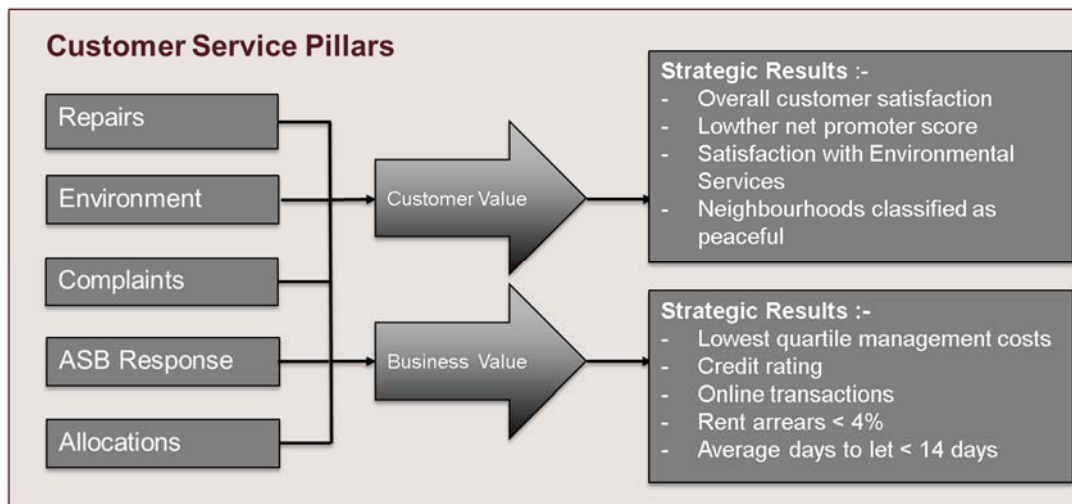 Customer Service Pillars
Repairs
Environment
Complaints
ASB Response
Allocations
Customer Value
Business Value
Strategic Results :-
- Overall customer satisfaction
- Lowther net promoter score
- Satisfaction with Environmental
Services
- Neighbourhoods classified as
peaceful
Strategic Results :-
- Lowest quartile management costs
- Credit rating
- Online transactions
- Rent arrears < 4%
- Average days to let < 14 days